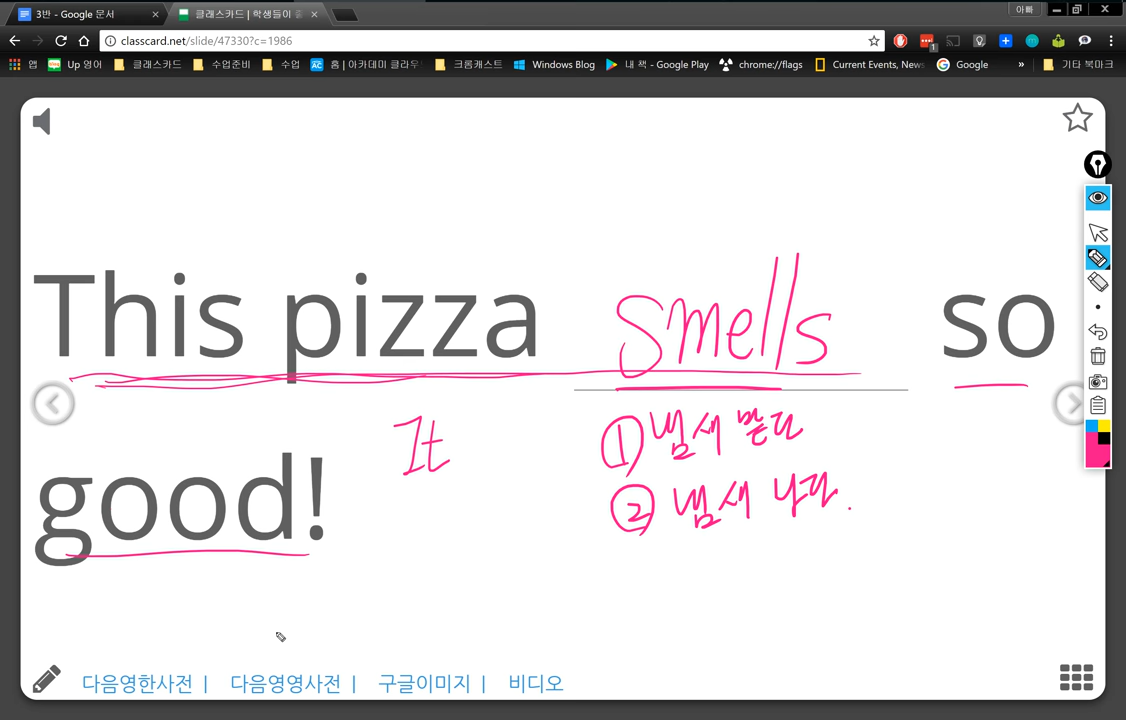 3반 - Google 문서
클래스카드 | 학생들이 줄
아빠
classcard.net/slide/47330?c=1986
1
앱 Up 영어 클래스카드 수업준비 수업 홈 | 아카데미 클라우 크롬캐스트 Windows Blog 내 책 - Google Play chrome://flags Current Events, News Google » 기타 북마크
This pizza smells so
It ① 냄새 맡다
good! ② 냄새 나다.
다음영한사전 | 다음영영사전 | 구글이미지 | 비디오